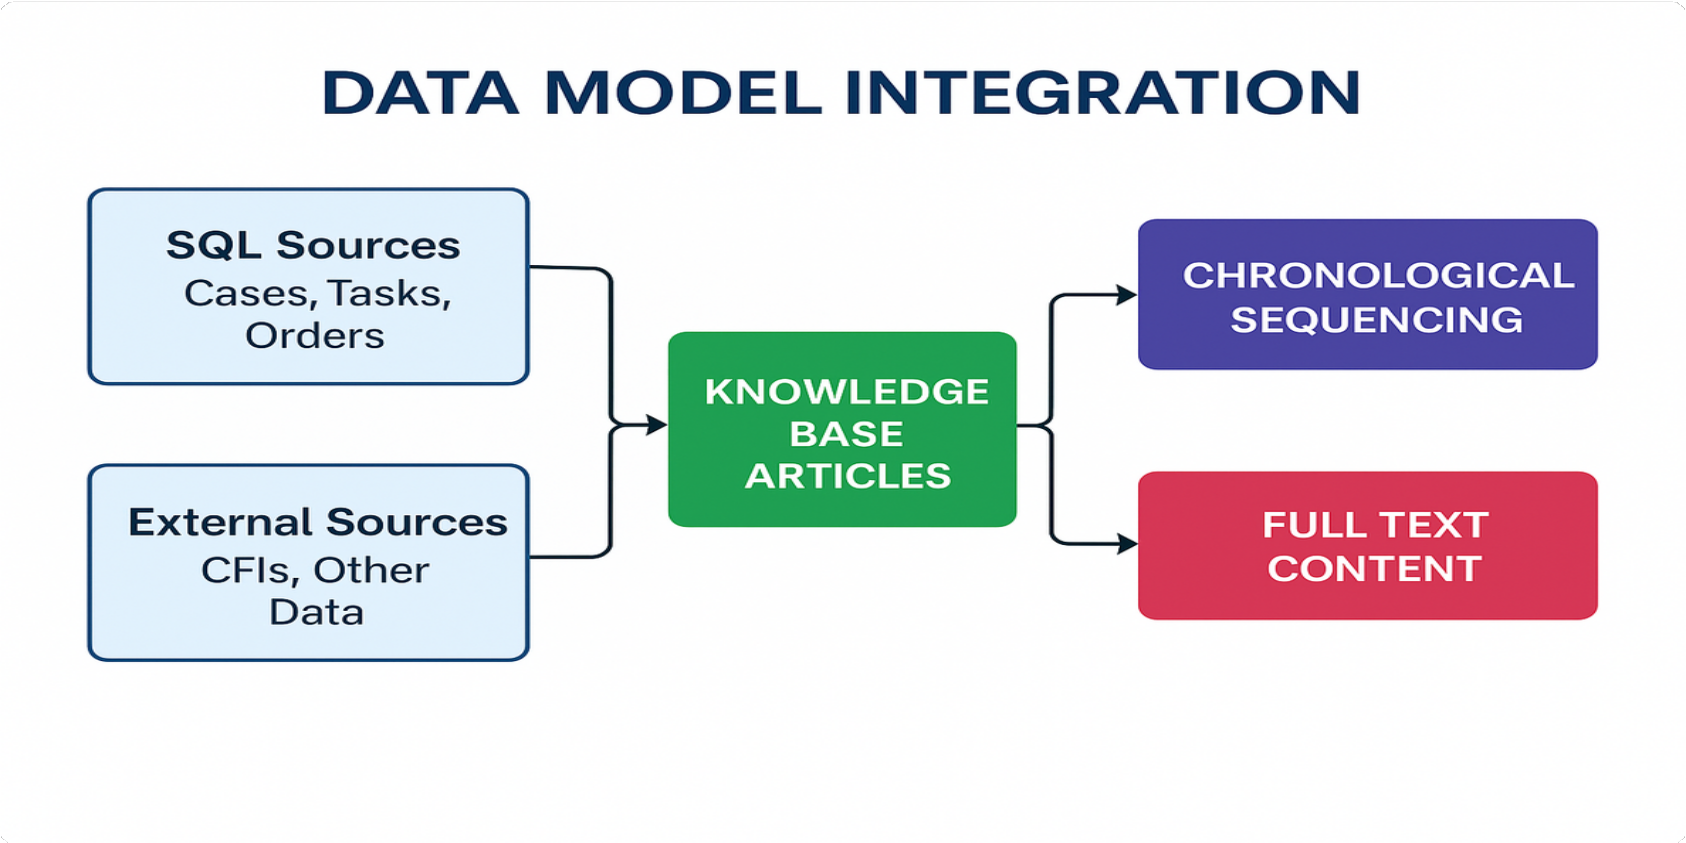 DATA MODEL INTEGRATION
SQL Sources
Cases, Tasks,
Orders
External Sources
CFIs, Other
Data
KNOWLEDGE
BASE
ARTICLES
CHRONOLOGICAL
SEQUENCING
FULL TEXT
CONTENT